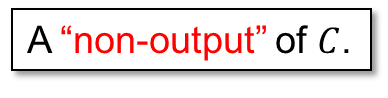 A “non-output” of 𝐶.